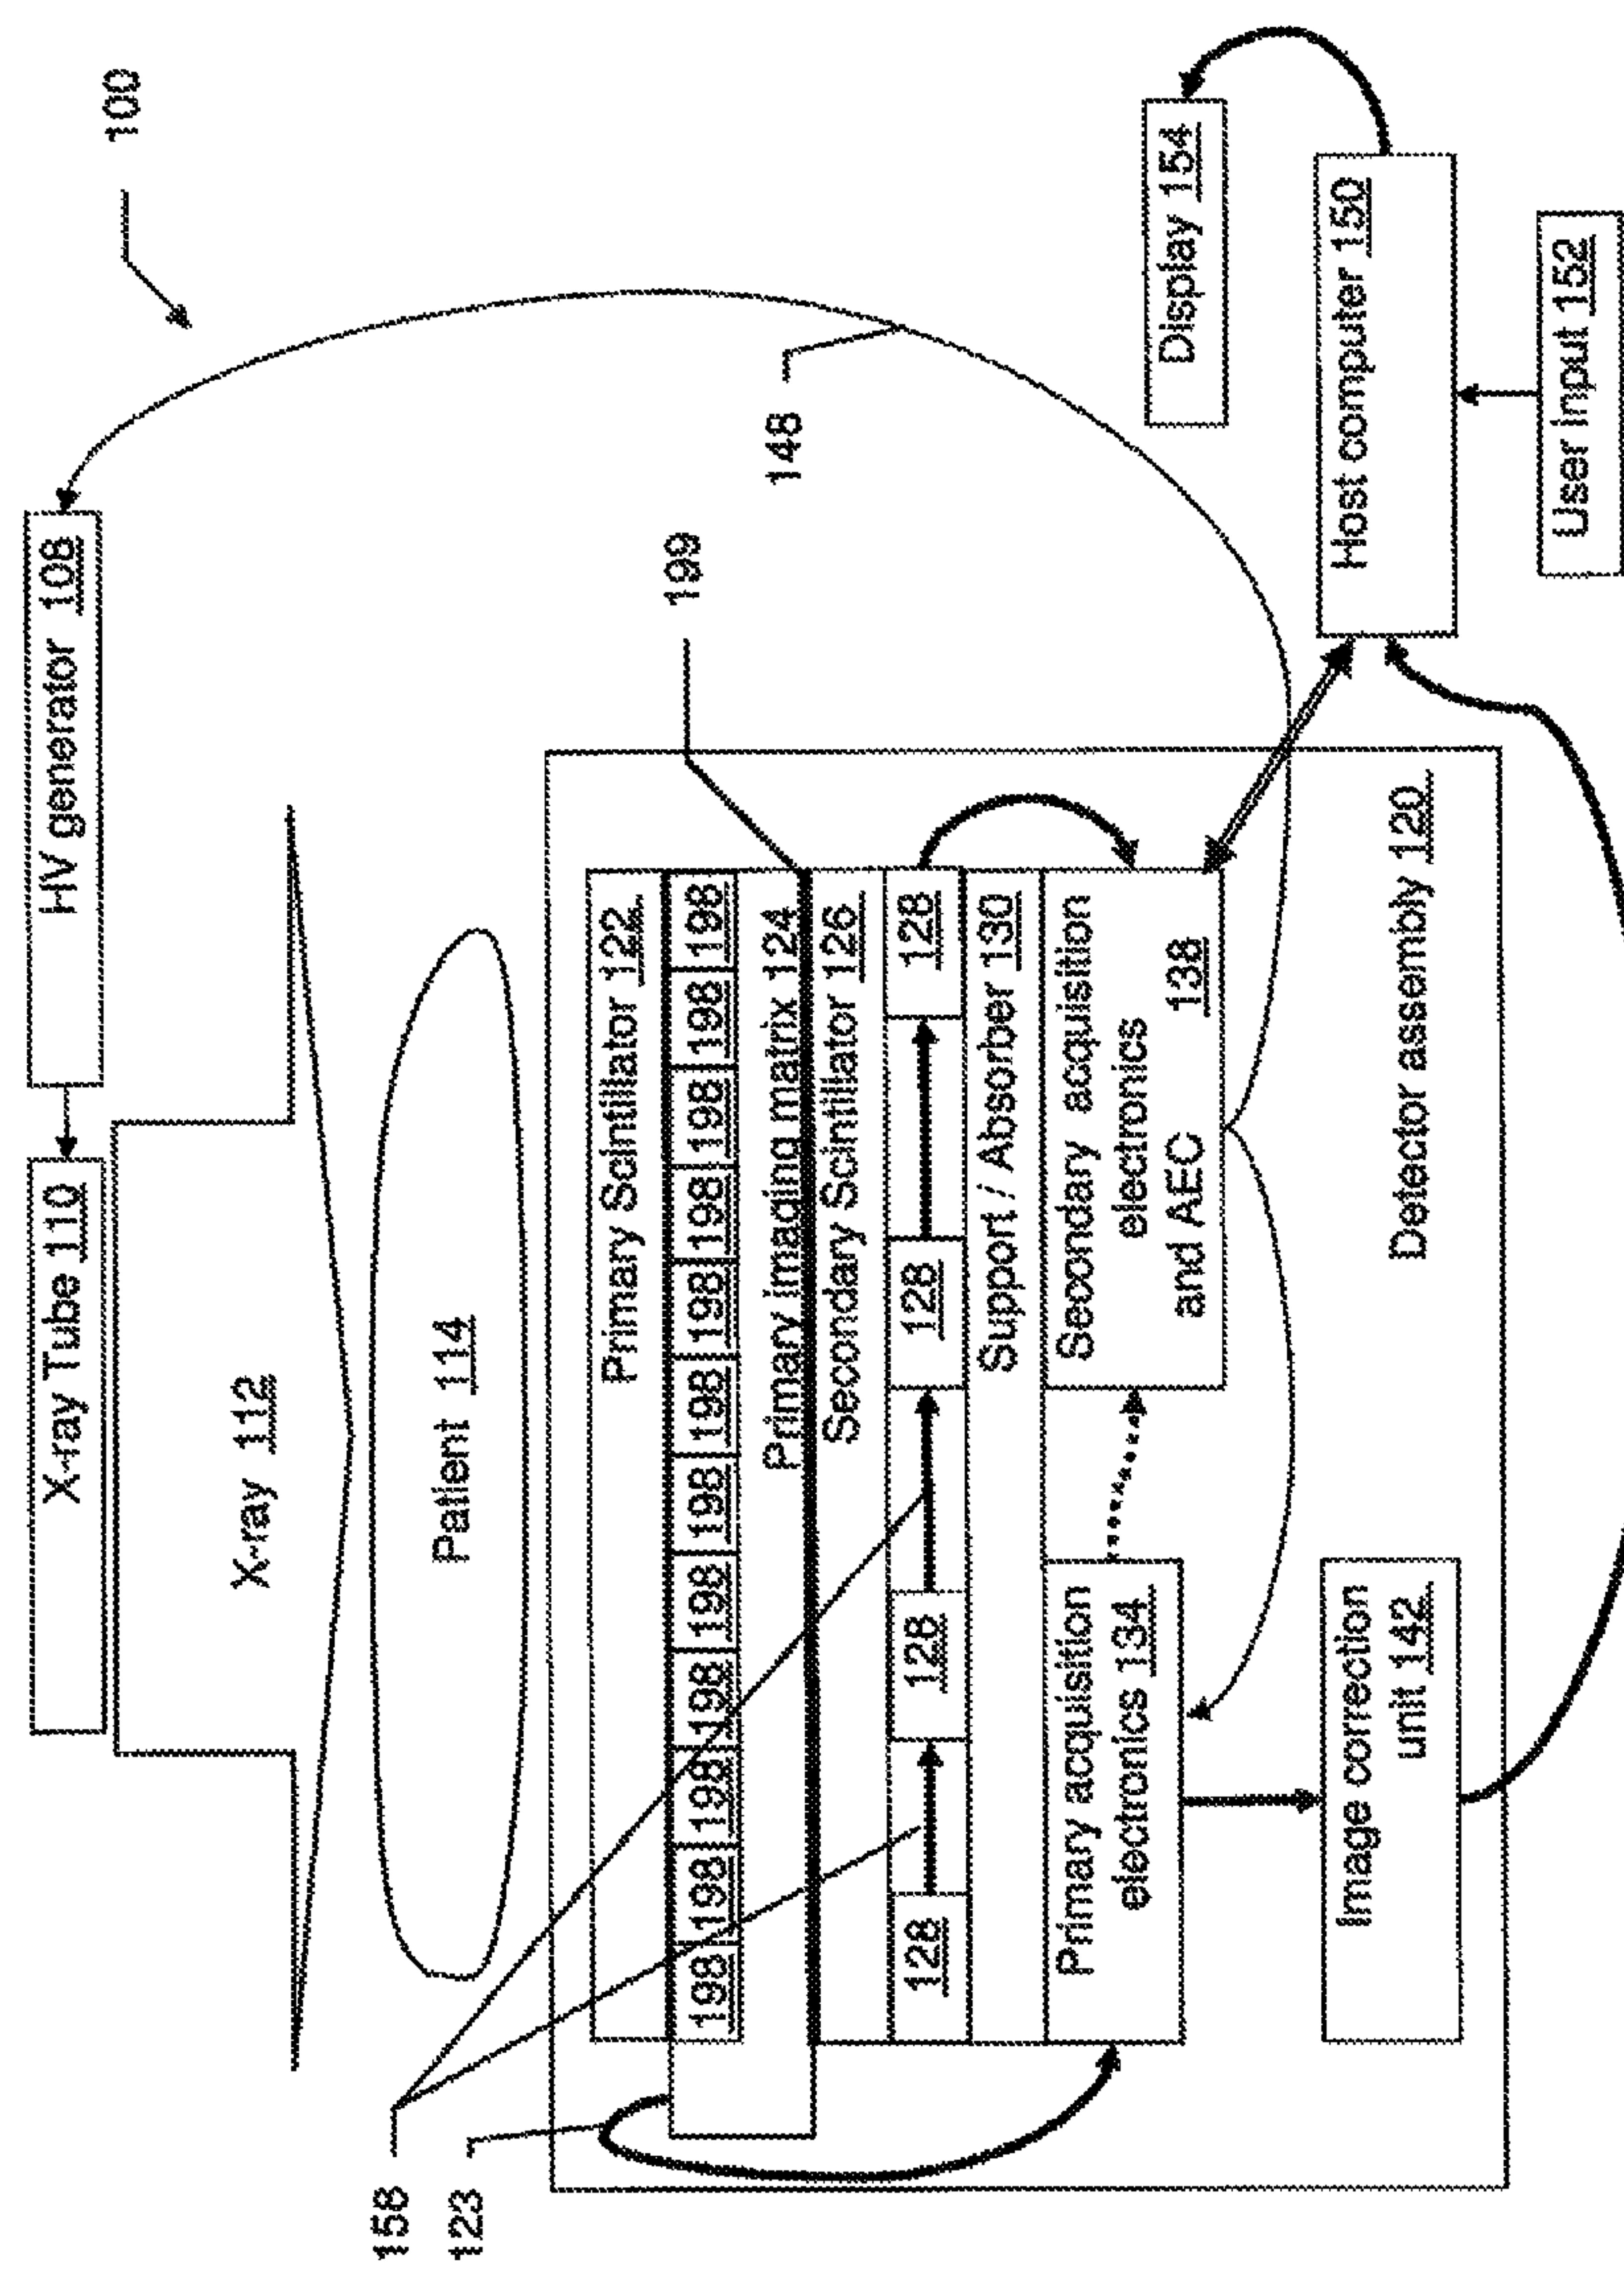 100
HV generator 108
X-ray Tube 110
X-ray 112
Patient 114
148
199
158
123
Primary Scintillator 122
198 198 198 198 198 198 198 198 198 198 198 198
Primary imaging matrix 124
Secondary Scintillator 126
128 128 128 128
Support / Absorber 130
Primary acquisition
electronics 134
Secondary acquisition
electronics
and AEC 138
Image correction
unit 142
Detector assembly 120
Display 154
Host computer 150
User input 152